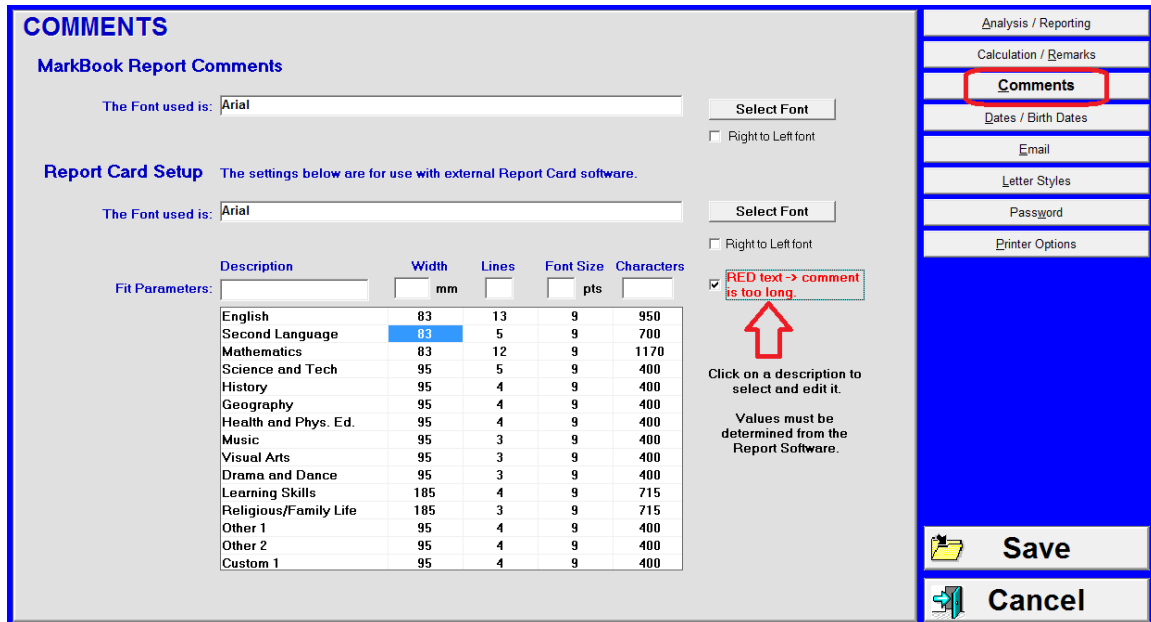 COMMENTS
MarkBook Report Comments
The Font used is: Arial
Select Font
Right to Left font
Report Card Setup The settings below are for use with external Report Card software.
The Font used is: Arial
Select Font
Right to Left font
Description Width Lines Font Size Characters
Fit Parameters: mm pts
RED text -> comment
is too long.
English 83 13 9 950
Second Language 83 5 9 700
Mathematics 83 12 9 1170
Science and Tech 95 5 9 400
History 95 4 9 400
Geography 95 4 9 400
Health and Phys. Ed. 95 4 9 400
Music 95 3 9 400
Visual Arts 95 3 9 400
Drama and Dance 95 3 9 400
Learning Skills 185 4 9 715
Religious/Family Life 185 3 9 715
Other 1 95 4 9 400
Other 2 95 4 9 400
Custom 1 95 4 9 400
Click on a description to
select and edit it.
Values must be
determined from the
Report Software.
Analysis / Reporting
Calculation / Remarks
Comments
Dates / Birth Dates
Email
Letter Styles
Password
Printer Options
Save
Cancel